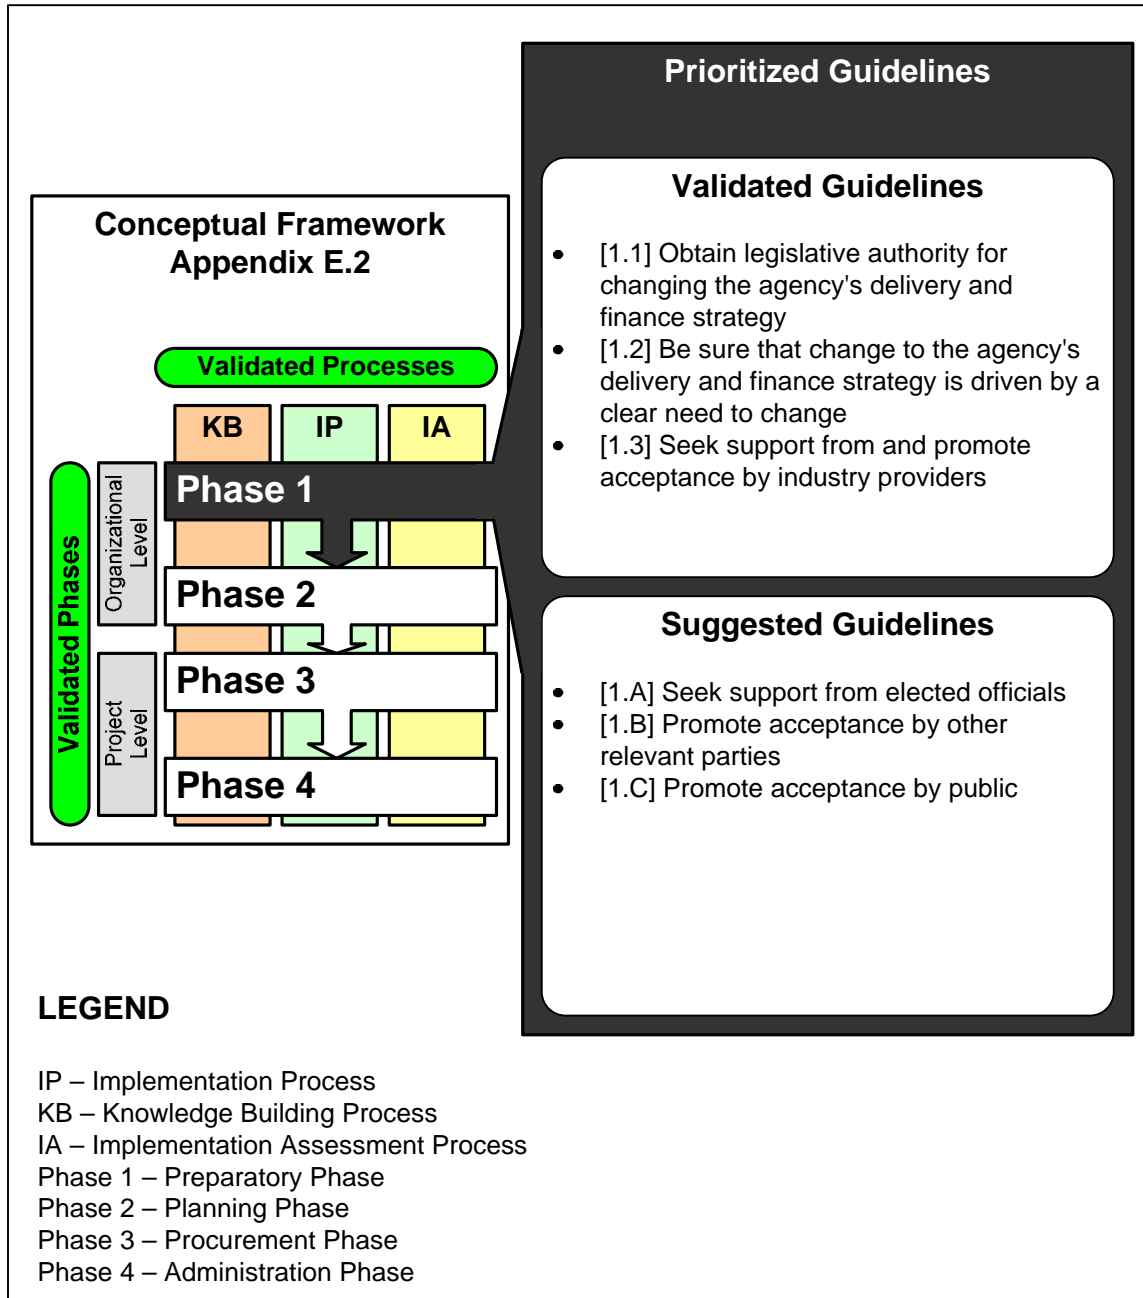 Prioritized Guidelines
Validated Guidelines
• [1.1] Obtain legislative authority for
changing the agency's delivery and
finance strategy
• [1.2] Be sure that change to the agency's
delivery and finance strategy is driven by a
clear need to change
• [1.3] Seek support from and promote
acceptance by industry providers
Suggested Guidelines
• [1.A] Seek support from elected officials
• [1.B] Promote acceptance by other
relevant parties
• [1.C] Promote acceptance by public
Conceptual Framework
Appendix E.2
Validated Processes
KB IP IA
Validated Phases
Organizational
Level
Project
Level
Phase 1
Phase 2
Phase 3
Phase 4
LEGEND
IP – Implementation Process
KB – Knowledge Building Process
IA – Implementation Assessment Process
Phase 1 – Preparatory Phase
Phase 2 – Planning Phase
Phase 3 – Procurement Phase
Phase 4 – Administration Phase